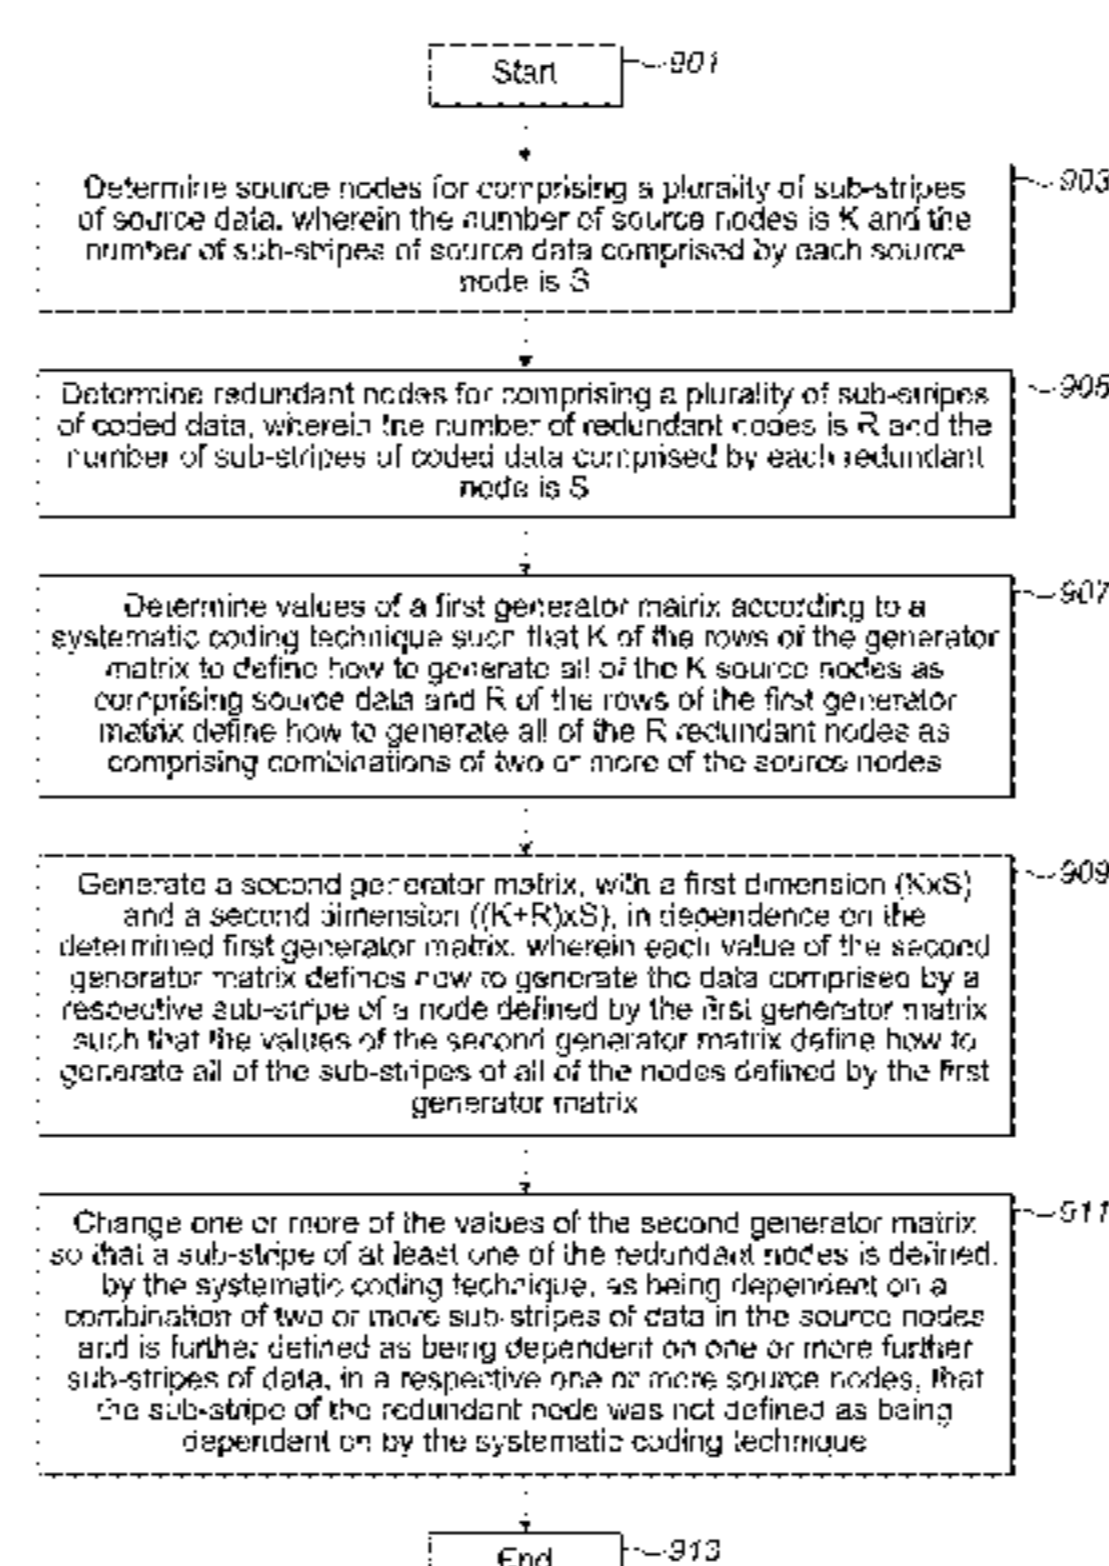 Start
901
Determine source nodes for comprising a plurality of sub-stripes
903
of source data, wherein the number of source nodes is K and the
number of sub-stripes of source data comprised by each source
node is S
Determine redundant nodes for comprising a plurality of sub-stripes
905
of coded data, wherein the number of redundant nodes is R and the
number of sub-stripes of coded data comprised by each redundant
node is S
Determine values of a first generator matrix according to a
907
systematic coding technique such that K of the rows of the generator
matrix to define how to generate all of the K source nodes as
comprising source data and R of the rows of the first generator
matrix define how to generate all of the R redundant nodes as
comprising combinations of two or more of the source nodes
Generate a second generator matrix, with a first dimension (KxS)
909
and a second dimension ((K+R)xS), in dependence on the
determined first generator matrix, wherein each value of the second
generator matrix defines how to generate the data comprised by a
respective sub-stripe of a node defined by the first generator matrix
such that the values of the second generator matrix define how to
generate all of the sub-stripes of all of the nodes defined by the first
generator matrix
Change one or more of the values of the second generator matrix
911
so that a sub-stripe of at least one of the redundant nodes is defined,
by the systematic coding technique, as being dependent on a
combination of two or more sub-stripes of data in the source nodes
and is further defined as being dependent on one or more further
sub-stripes of data, in a respective one or more source nodes, that
the sub-stripe of the redundant node was not defined as being
dependent on by the systematic coding technique
End
913